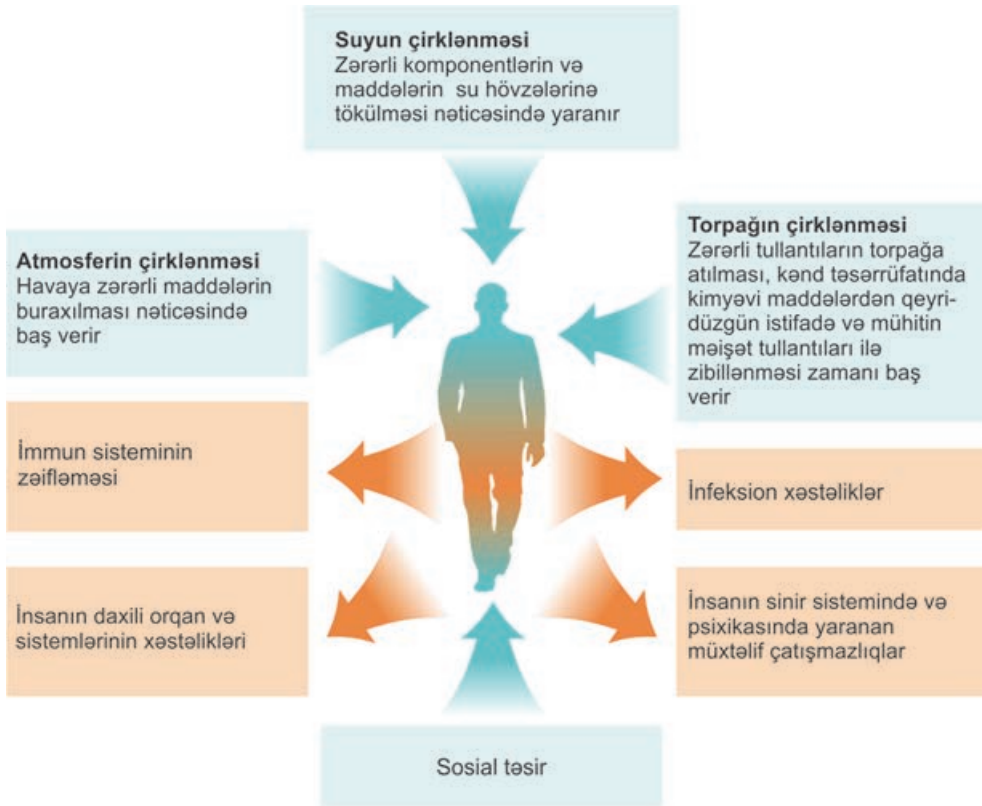 Suyun çirklənməsi
Zərərli komponentlərin və
maddələrin su hövzələrinə
tökülməsi nəticəsində yaranır
Atmosferin çirklənməsi
Havaya zərərli maddələrin
buraxılması nəticəsində
baş verir
Torpağın çirklənməsi
Zərərli tullantıların torpağa
atılması, kənd təsərrüfatında
kimyəvi maddələrdən qeyri-
düzgün istifadə və mühitin
məişət tullantıları ilə
zibillənməsi zamanı baş
verir
İmmun sisteminin
zəifləməsi
İnfeksion xəstəliklər
İnsanın daxili orqan və
sistemlərinin xəstəlikləri
İnsanın sinir sistemində və
psixikasında yaranan
müxtəlif çatışmazlıqlar
Sosial təsir